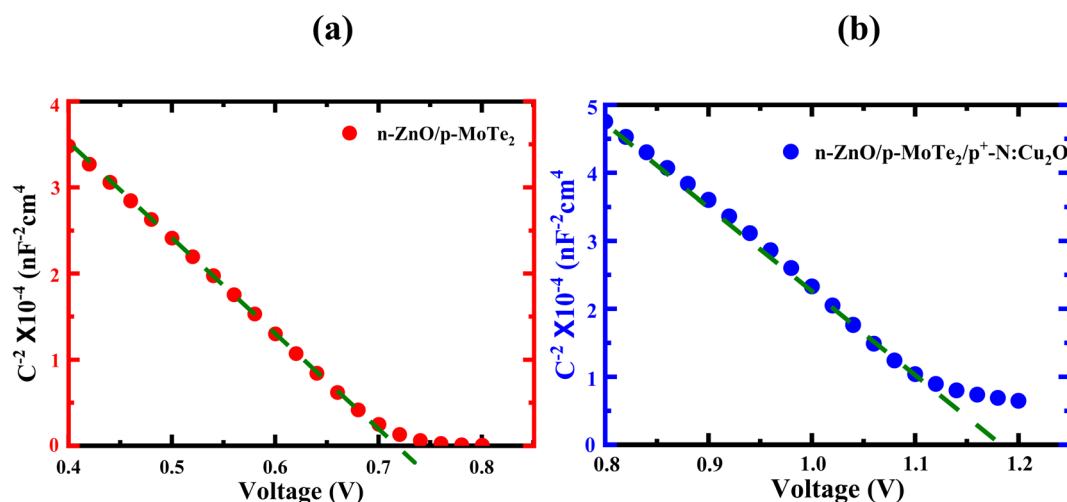 (a)
(b)
C⁻² X10⁻⁴ (nF⁻²cm⁴
4
3
2
1
0
n-ZnO/p-MoTe₂
0.4 0.5 0.6 0.7 0.8
Voltage (V)
C⁻² X10⁻⁴ (nF⁻²cm⁴
5
4
3
2
1
0
n-ZnO/p-MoTe₂/p⁺-N:Cu₂O
0.8 0.9 1.0 1.1 1.2
Voltage (V)